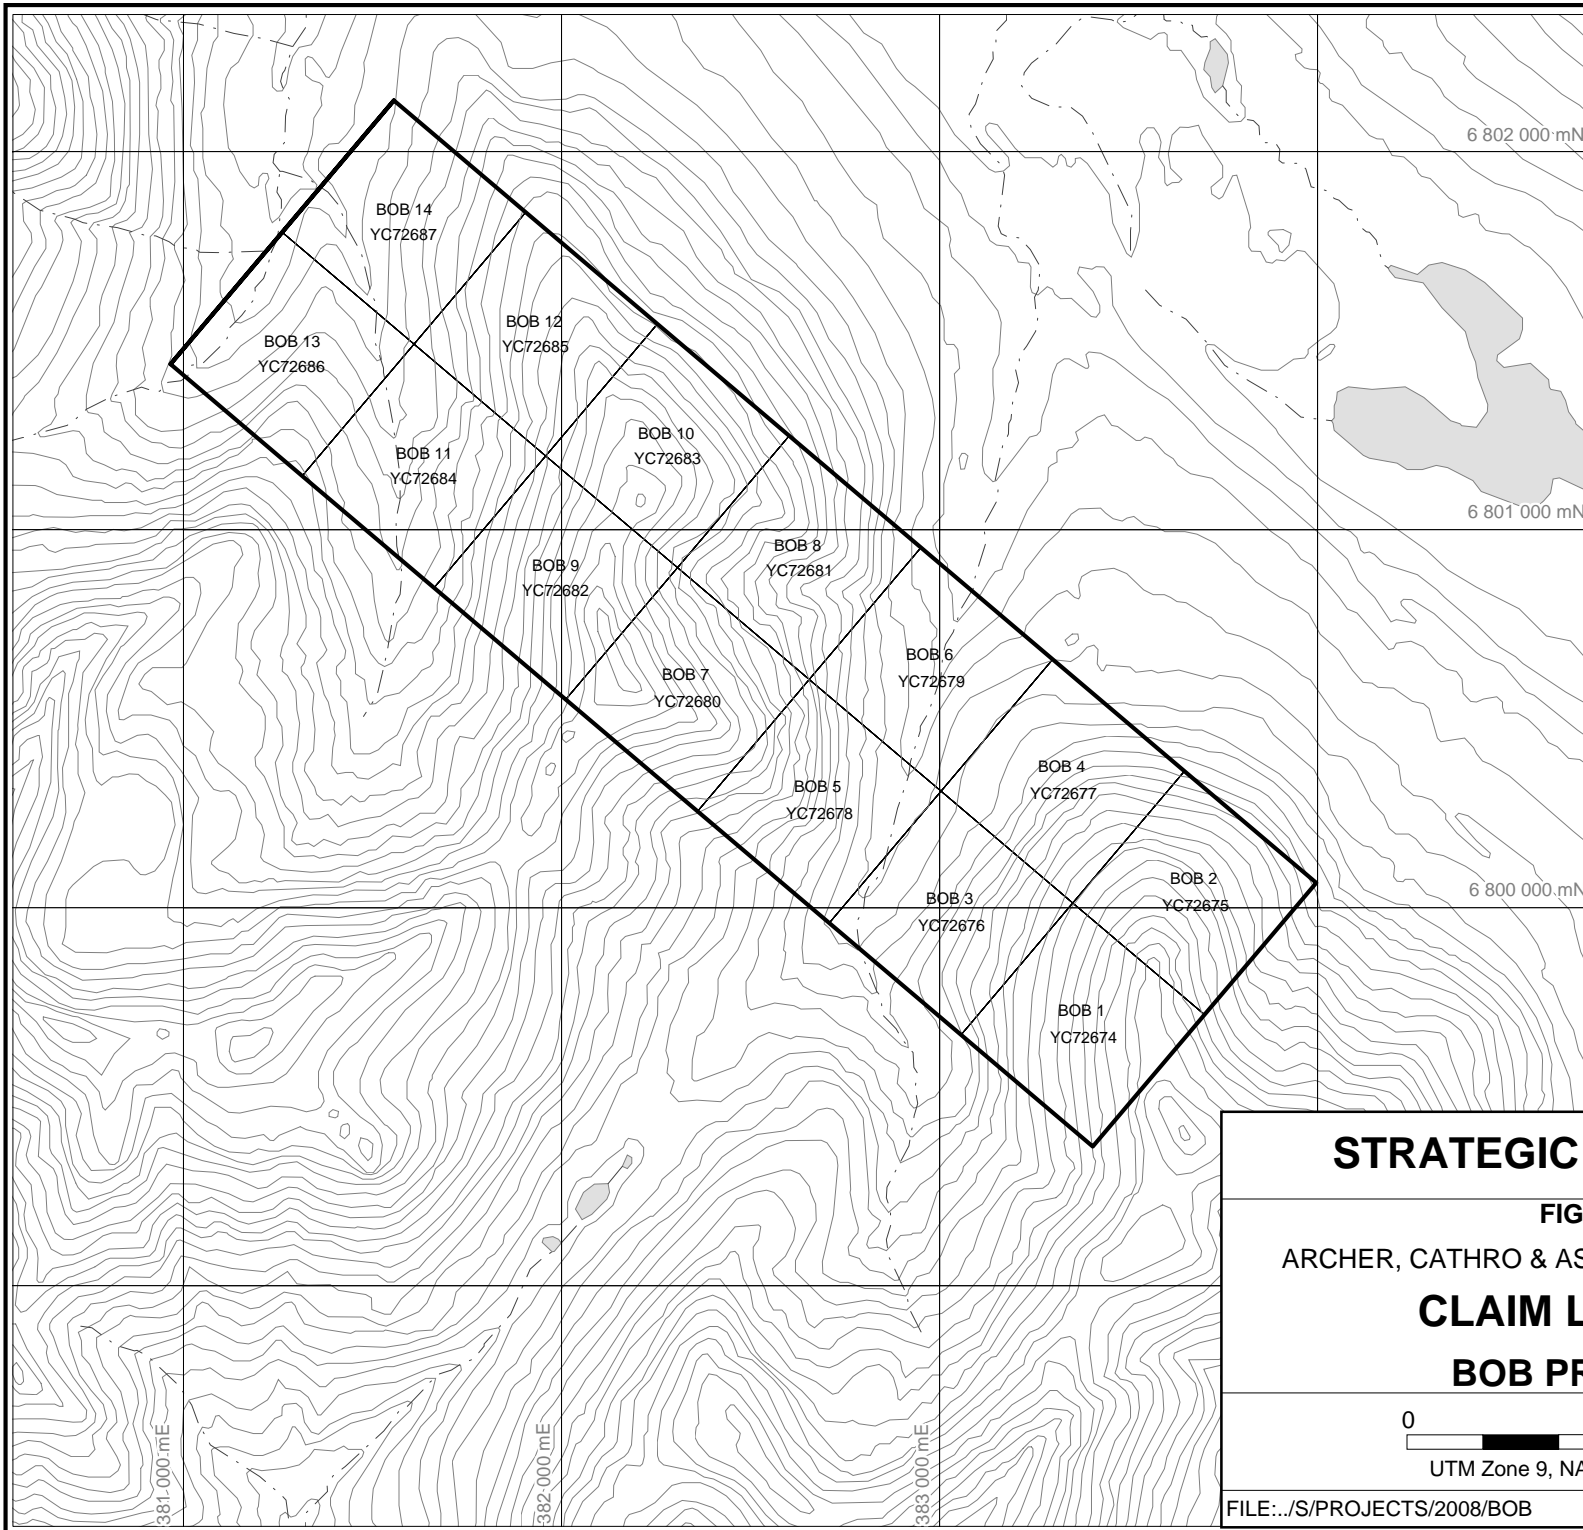 6 802 000 mN
BOB 14
YC72687
BOB 12
YC72685
BOB 13
YC72686
BOB 10
YC72683
BOB 11
YC72684
6 801 000 mN
BOB 8
YC72681
BOB 9
YC72682
BOB 6
YC72679
BOB 7
YC72680
BOB 4
YC72677
BOB 5
YC72678
BOB 2
YC72675
6 800 000 mN
BOB 3
YC72676
BOB 1
YC72674
381 000 mE
382 000 mE
383 000 mE
STRATEGIC
FIG
ARCHER, CATHRO & AS
CLAIM L
BOB PR
0
UTM Zone 9, NA
FILE:../S/PROJECTS/2008/BOB